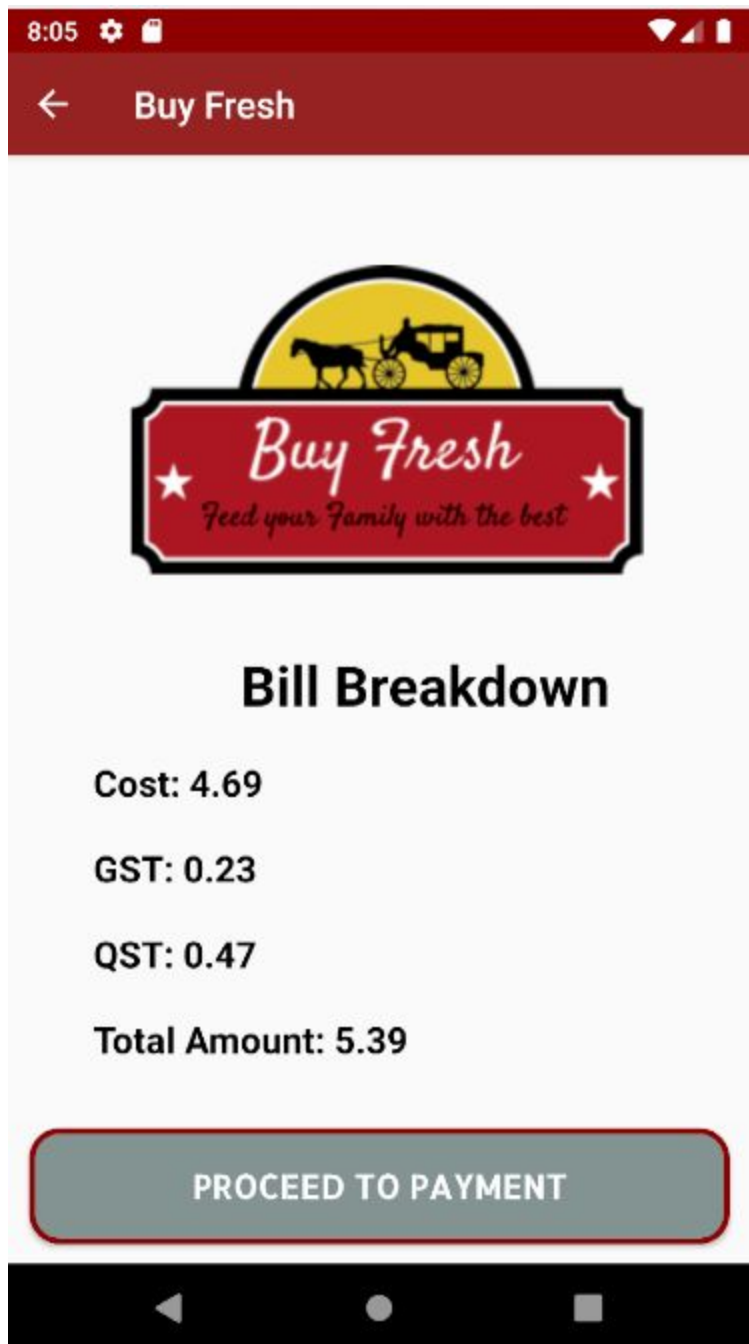 8:05
Buy Fresh
Buy Fresh
Feed your Family with the best
Bill Breakdown
Cost: 4.69
GST: 0.23
QST: 0.47
Total Amount: 5.39
PROCEED TO PAYMENT